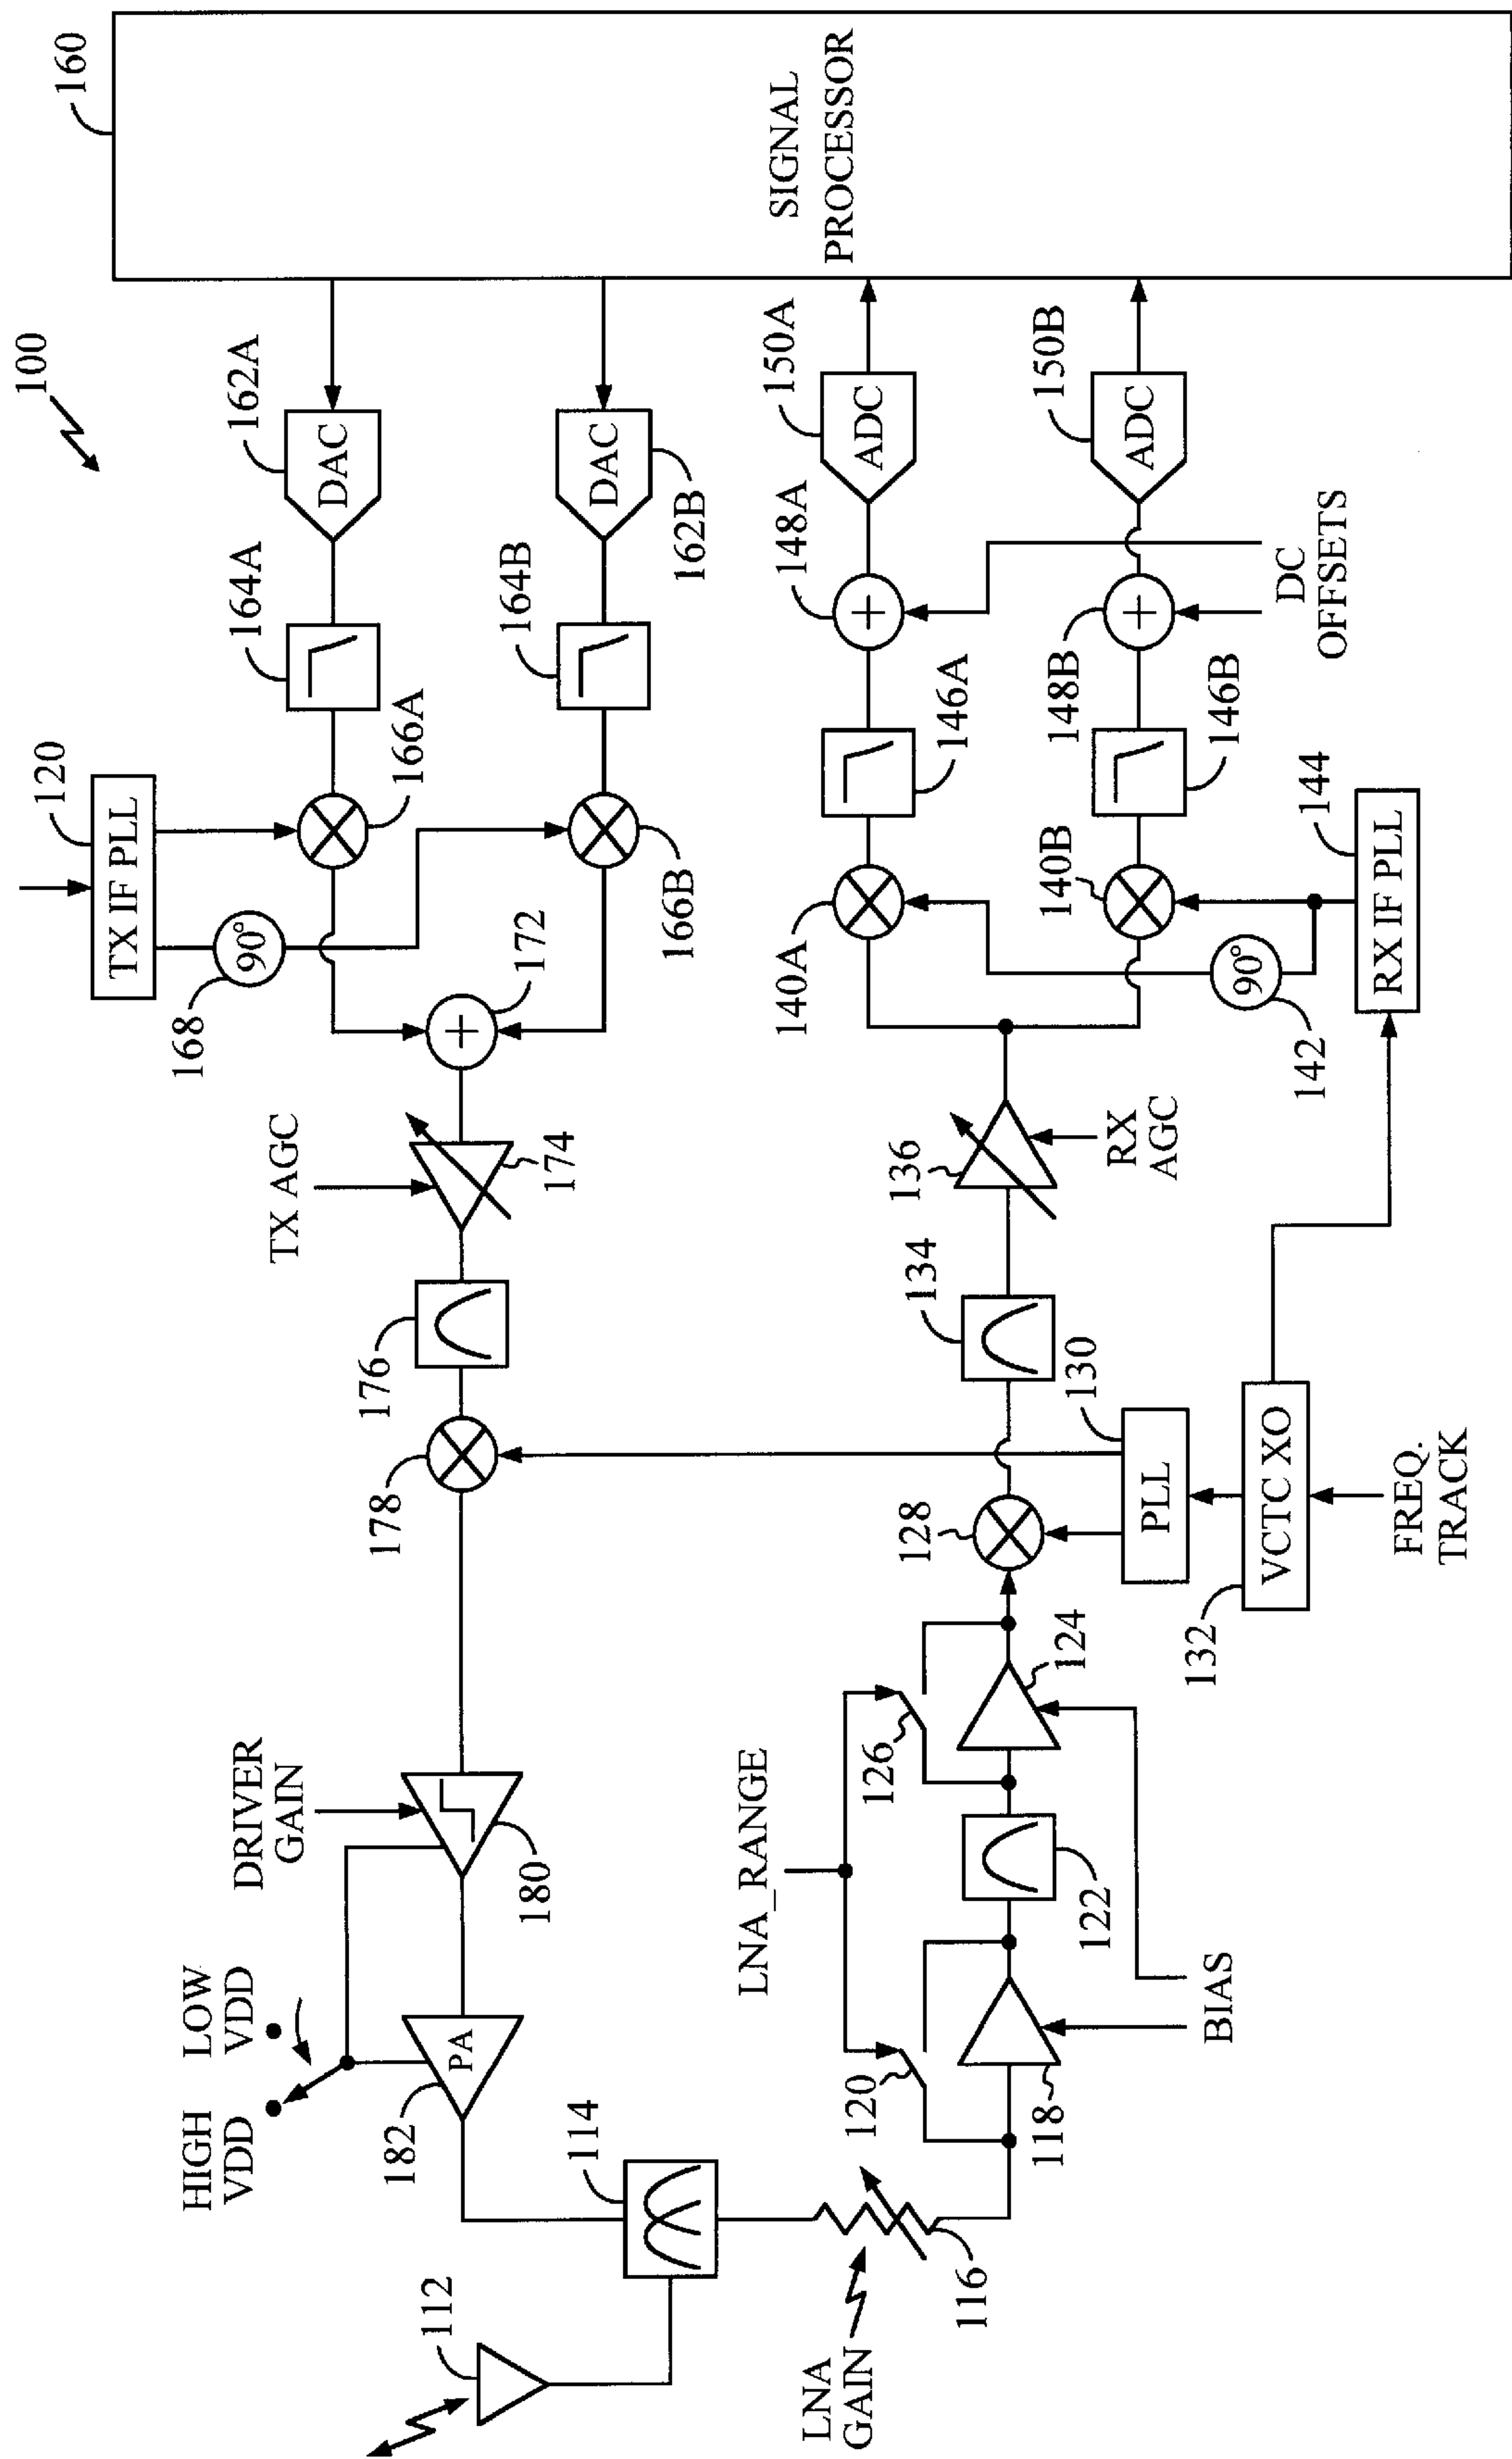 100
160
SIGNAL
PROCESSOR
120
TX IF PLL
168
90°
162A
DAC
164A
166A
162B
DAC
164B
166B
172
TX AGC
174
176
178
DRIVER
GAIN
180
HIGH
VDD
LOW
VDD
PA
182
114
112
LNA
GAIN
116
LNA_RANGE
120
118
122
126
124
BIAS
128
130
PLL
132
VCTC XO
FREQ.
TRACK
134
136
RX
AGC
140A
140B
142
90°
144
RX IF PLL
146A
146B
148A
148B
DC
OFFSETS
150A
ADC
150B
ADC